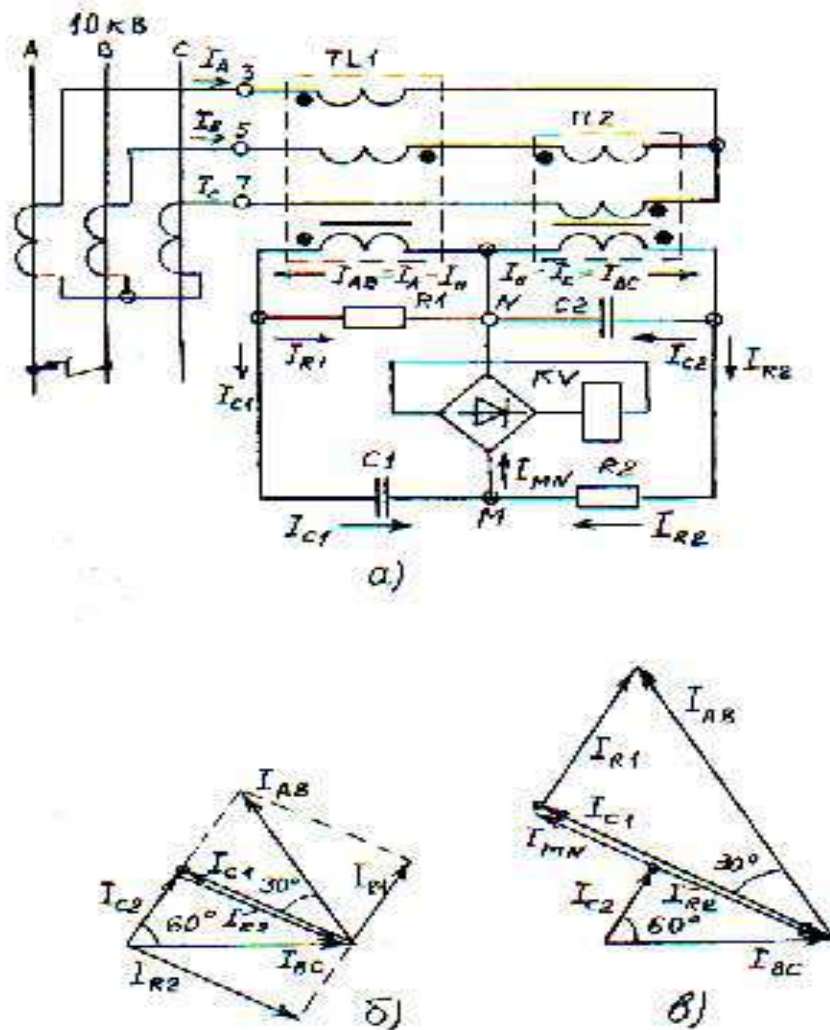 10 кВ
A B C
I_A 3 TL1
I_B 5 TL2
I_C 7
I_AB = I_A - I_B I_B - I_C = I_BC
R1 N C2
I_R1 I_C2 I_R2
I_C1 KV
C1 I_MN R2
I_C1 M I_R2
а)
I_AB
I_C1 30° I_R1
I_C2 I_R2
60°
I_BC
I_R2
б)
I_AB
I_R1
I_C1
I_MN 30°
I_C2 I_R2
60°
I_BC
в)